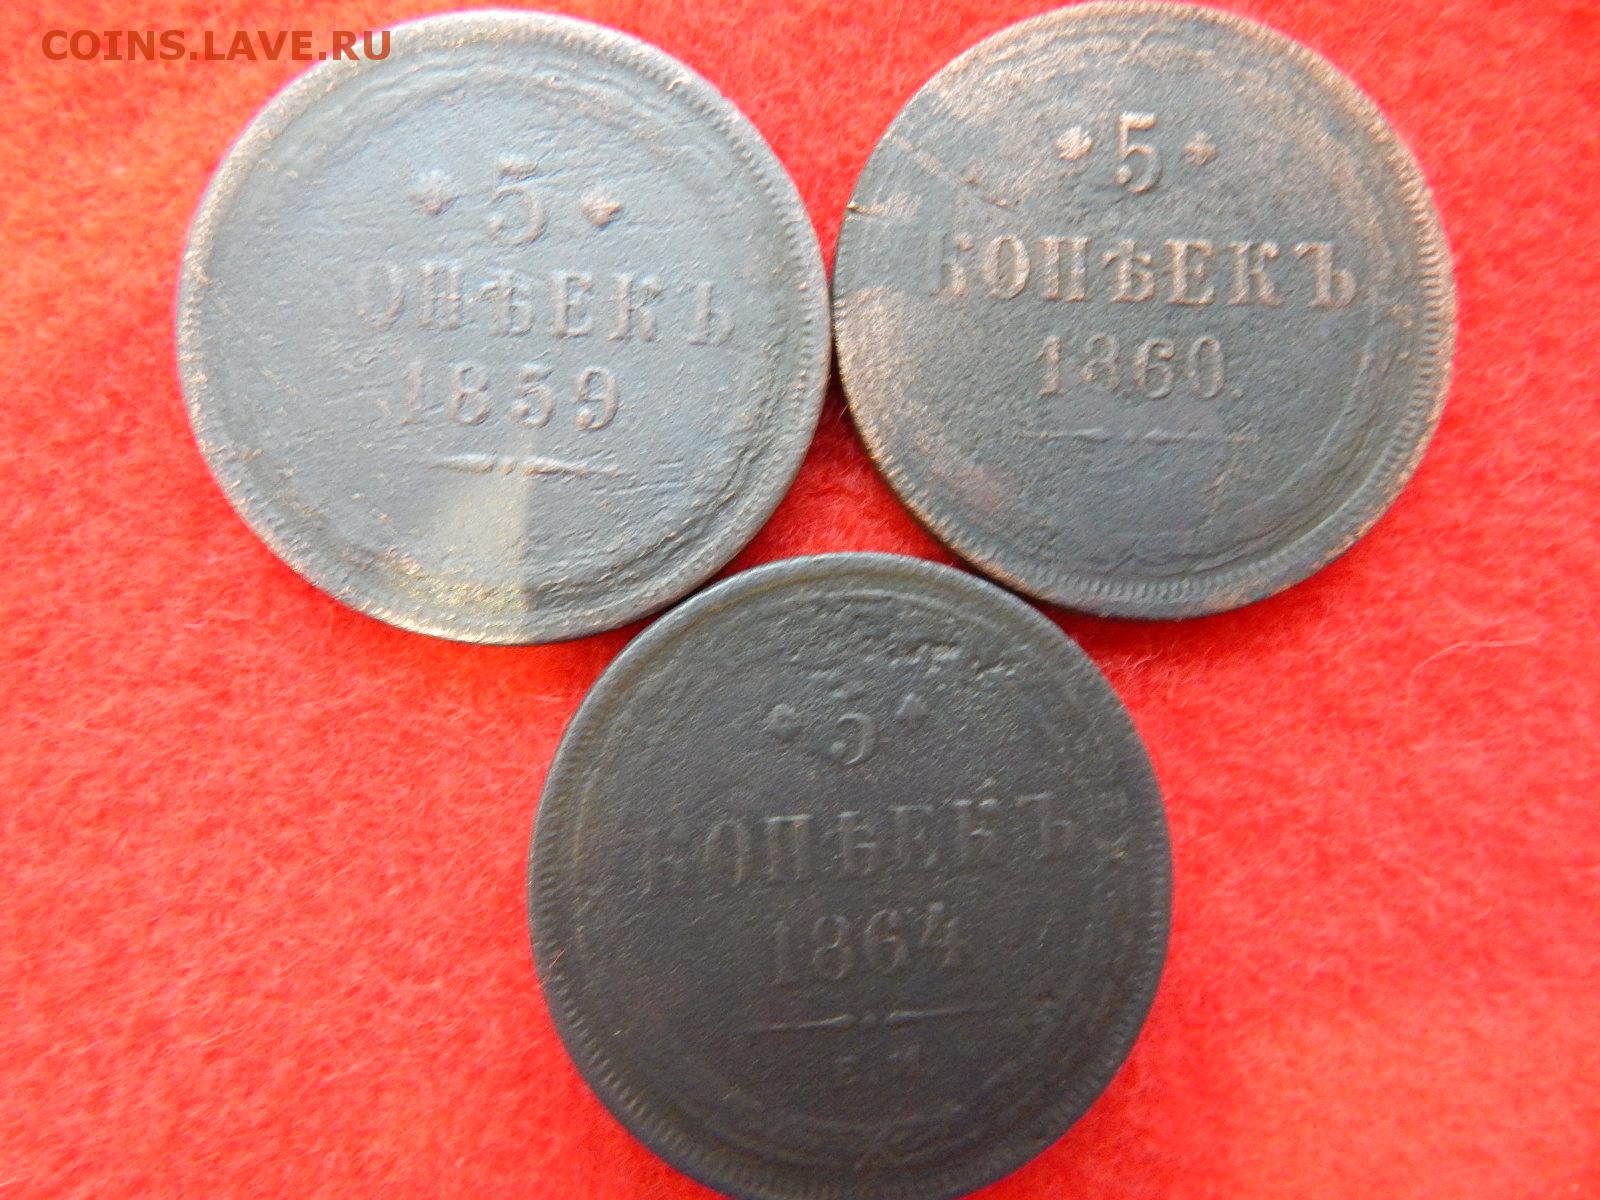 COINS.LAVE.RU
5
ОПѢЕКЪ
1859
5
КОПѢЕКЪ
1860.
5
КОПѢЕКЪ
1864
Е.М